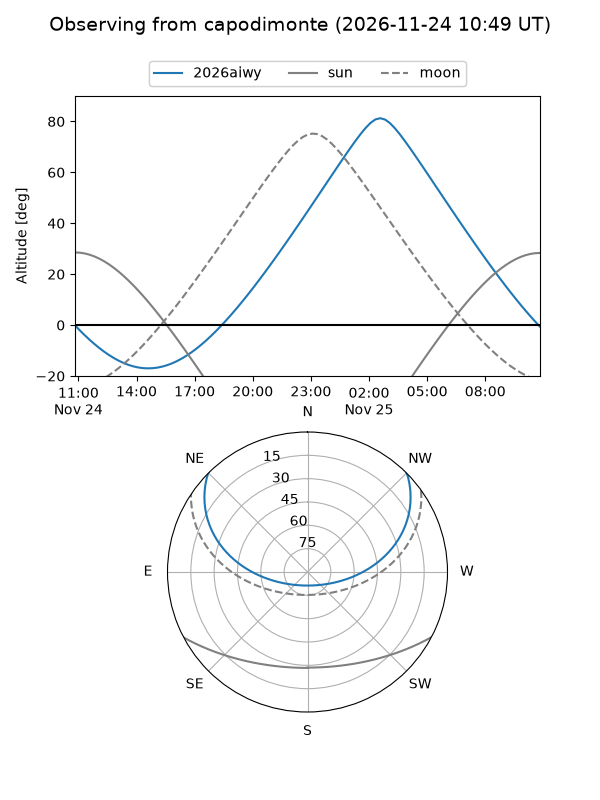 Observing from capodimonte (2026-11-24 10:49 UT)
2026aiwy sun moon
Altitude [deg]
80
60
40
20
0
−20
11:00 14:00 17:00 20:00 23:00 02:00 05:00 08:00
Nov 24 Nov 25
N
NE NW
15
30
45
60
75
E W
SE SW
S